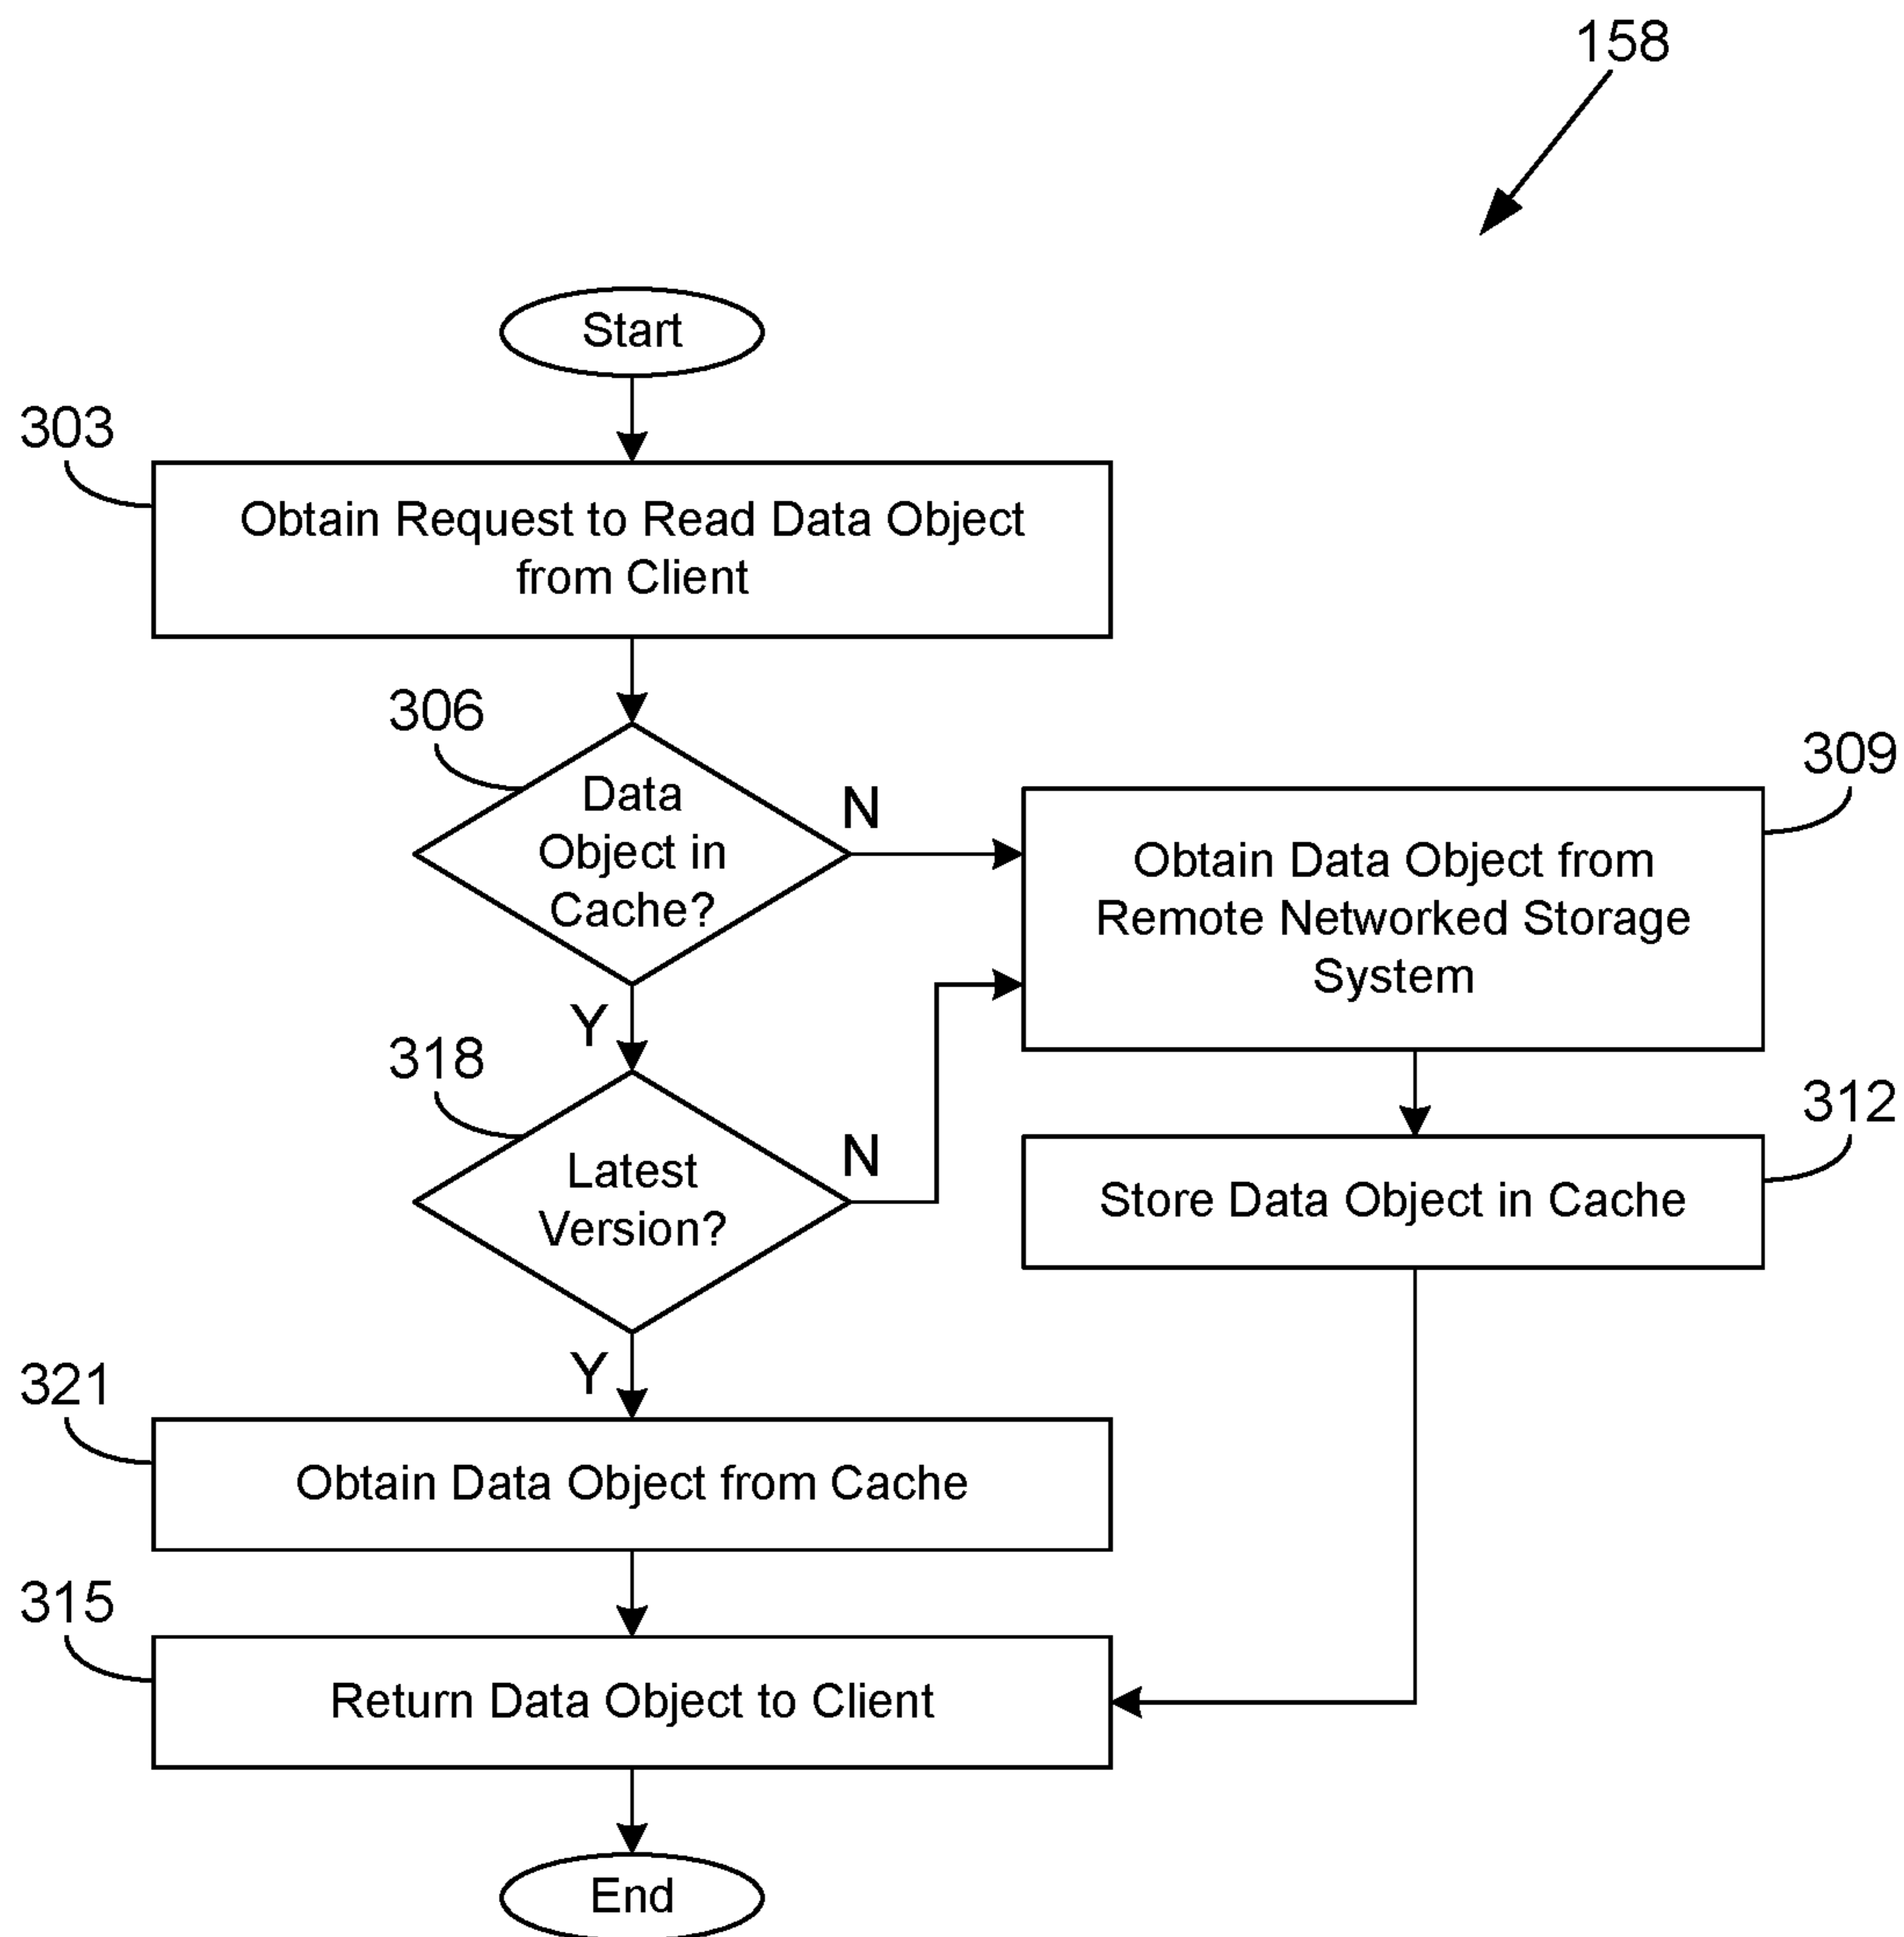 158
Start
303
Obtain Request to Read Data Object
from Client
306
Data
Object in
Cache?
N
Y
309
Obtain Data Object from
Remote Networked Storage
System
318
Latest
Version?
N
Y
312
Store Data Object in Cache
321
Obtain Data Object from Cache
315
Return Data Object to Client
End